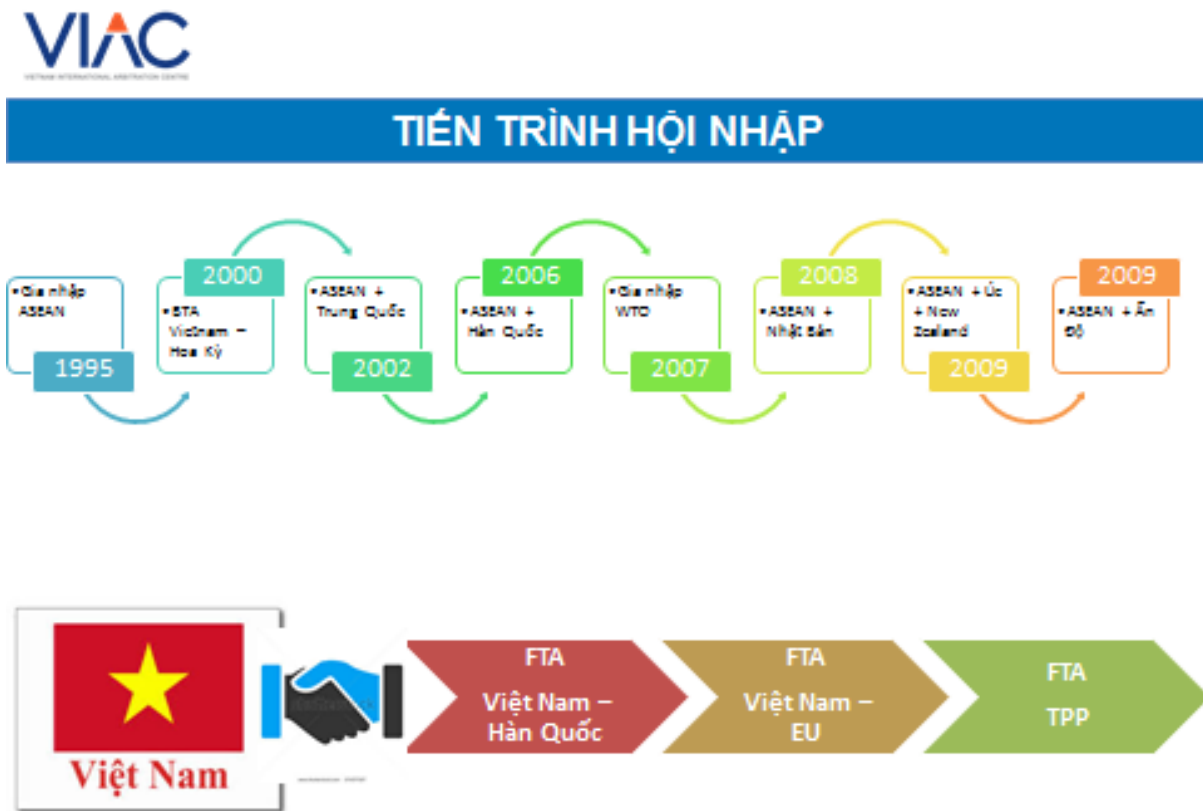 VIAC
VIETNAM INTERNATIONAL ARBITRATION CENTRE
TIẾN TRÌNH HỘI NHẬP
• Gia nhập
ASEAN
1995
2000
• BTA
Vietnam –
Hoa Kỳ
• ASEAN +
Trung Quốc
2002
2006
• ASEAN +
Hàn Quốc
• Gia nhập
WTO
2007
2008
• ASEAN +
Nhật Bản
• ASEAN + Úc
+ New
Zealand
2009
2009
• ASEAN + Ấn
Độ
Việt Nam
FTA
Việt Nam –
Hàn Quốc
FTA
Việt Nam –
EU
FTA
TPP